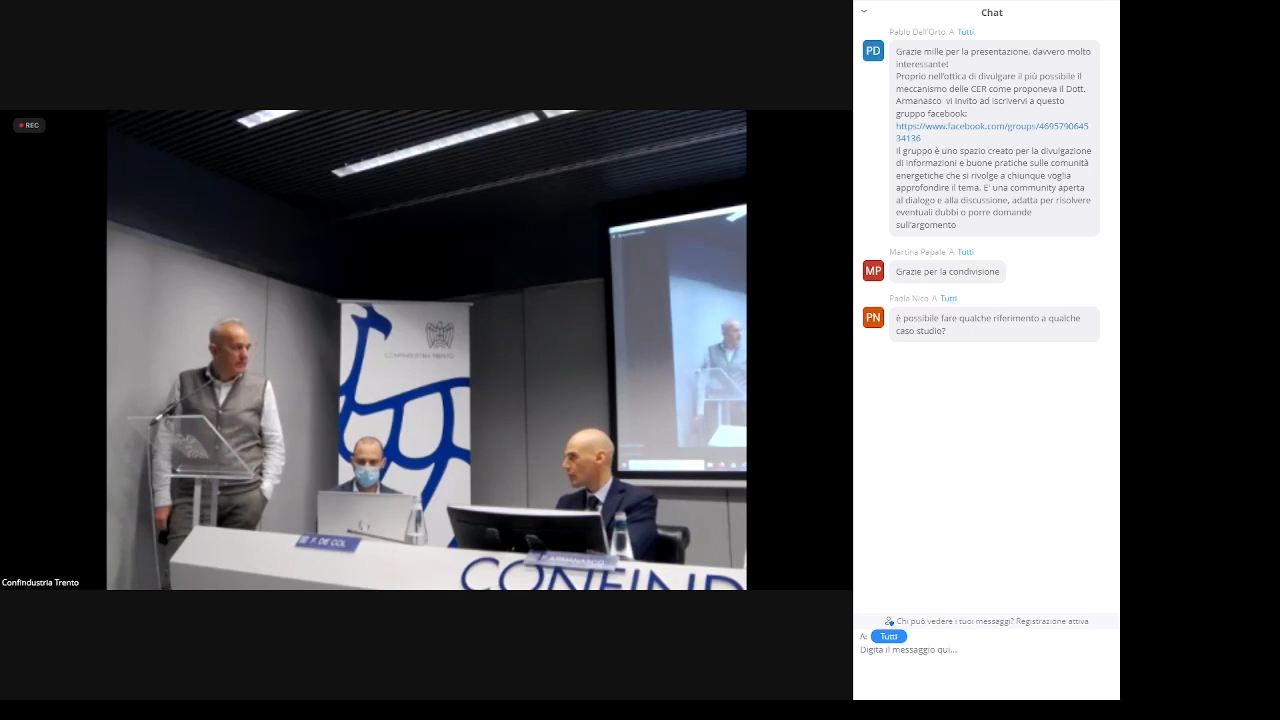 REC
CONFINDUSTRIA TRENTO
F. DE COL
ARMANASCO
CONFIND
Confindustria Trento
Chat
Pablo Dell'Orto A Tutti
PD
Grazie mille per la presentazione, davvero molto
interessante!
Proprio nell'ottica di divulgare il più possibile il
meccanismo delle CER come proponeva il Dott.
Armanasco vi invito ad iscrivervi a questo
gruppo facebook:
https://www.facebook.com/groups/4695790645
34136
Il gruppo è uno spazio creato per la divulgazione
di informazioni e buone pratiche sulle comunità
energetiche che si rivolge a chiunque voglia
approfondire il tema. E' una community aperta
al dialogo e alla discussione, adatta per risolvere
eventuali dubbi o porre domande
sull'argomento
Martina Papale A Tutti
MP
Grazie per la condivisione
Paola Nico A Tutti
PN
è possibile fare qualche riferimento a qualche
caso studio?
Chi può vedere i tuoi messaggi? Registrazione attiva
A: Tutti
Digita il messaggio qui...